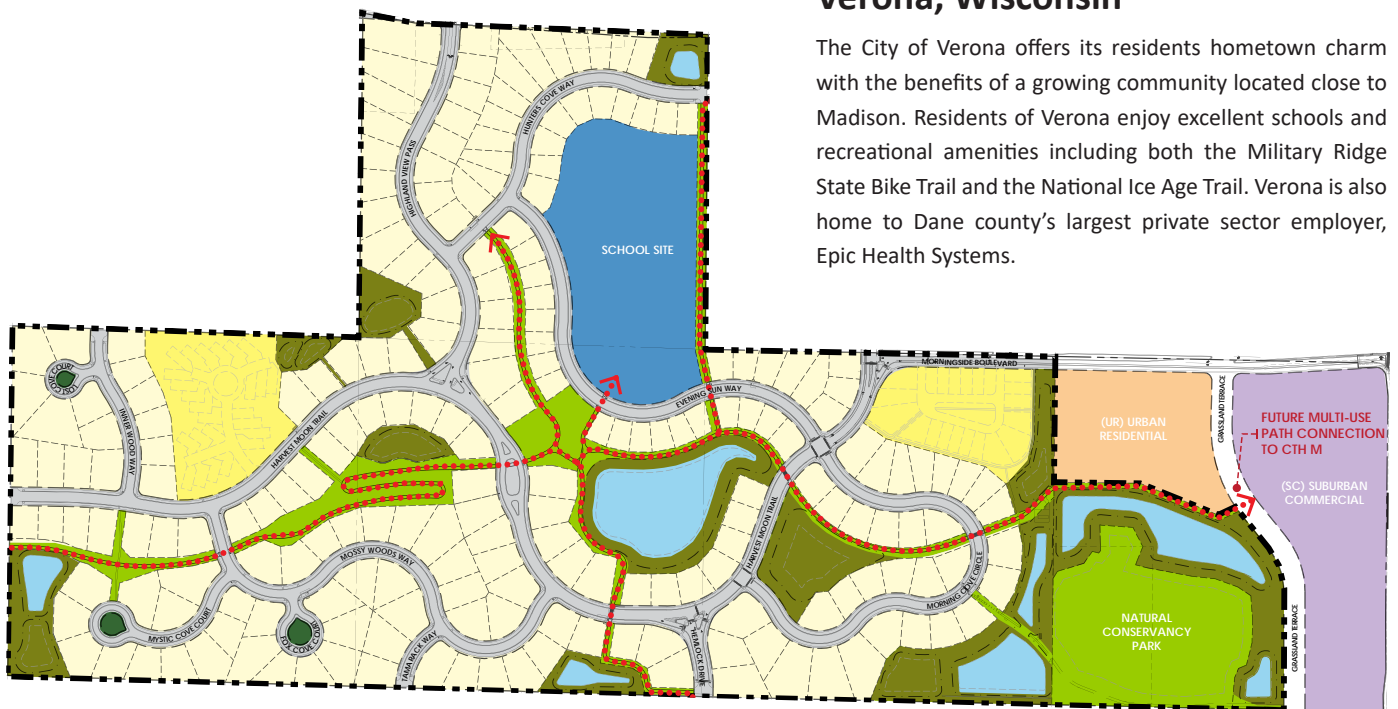 Verona, Wisconsin
The City of Verona offers its residents hometown charm
with the benefits of a growing community located close to
Madison. Residents of Verona enjoy excellent schools and
recreational amenities including both the Military Ridge
State Bike Trail and the National Ice Age Trail. Verona is also
home to Dane county's largest private sector employer,
Epic Health Systems.
HIGHLAND VIEW PASS
HUNTERS COVE WAY
SCHOOL SITE
EVENING SUN WAY
MORNINGSIDE BOULEVARD
GRASSLAND TERRACE
(UR) URBAN
RESIDENTIAL
FUTURE MULTI-USE
PATH CONNECTION
TO CTH M
(SC) SUBURBAN
COMMERCIAL
LOST COVE COURT
INNER WOOD WAY
HARVEST MOON TRAIL
MOSSY WOODS WAY
MYSTIC COVE COURT
FOX COVE COURT
TAMARACK WAY
HARVEST MOON TRAIL
HEMLOCK DRIVE
MORNING COVE CIRCLE
NATURAL
CONSERVANCY
PARK
GRASSLAND TERRACE